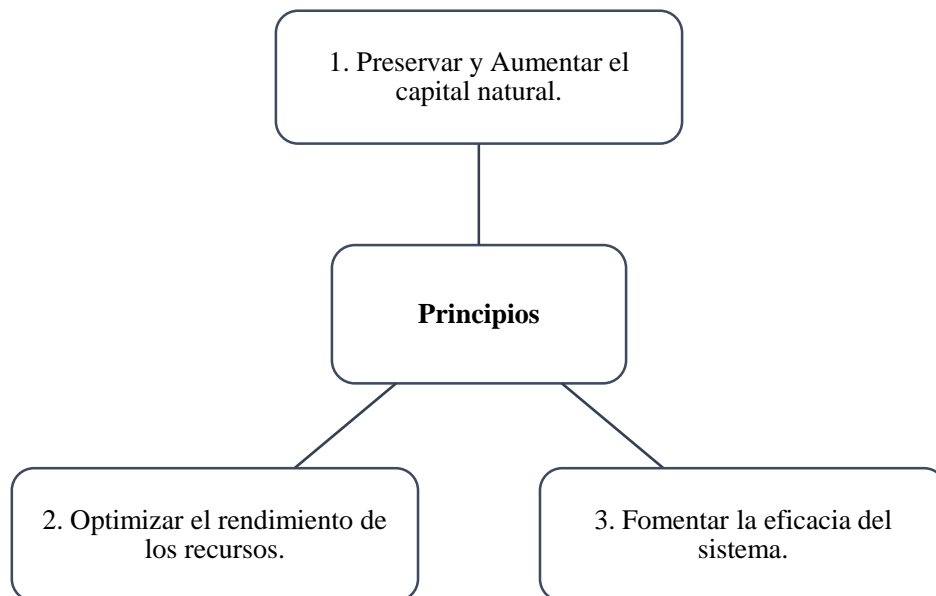 1. Preservar y Aumentar el
capital natural.
Principios
2. Optimizar el rendimiento de
los recursos.
3. Fomentar la eficacia del
sistema.